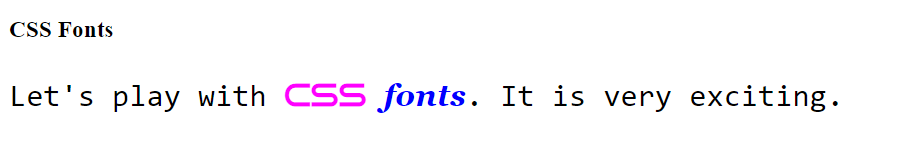 CSS Fonts
Let's play with CSS fonts. It is very exciting.